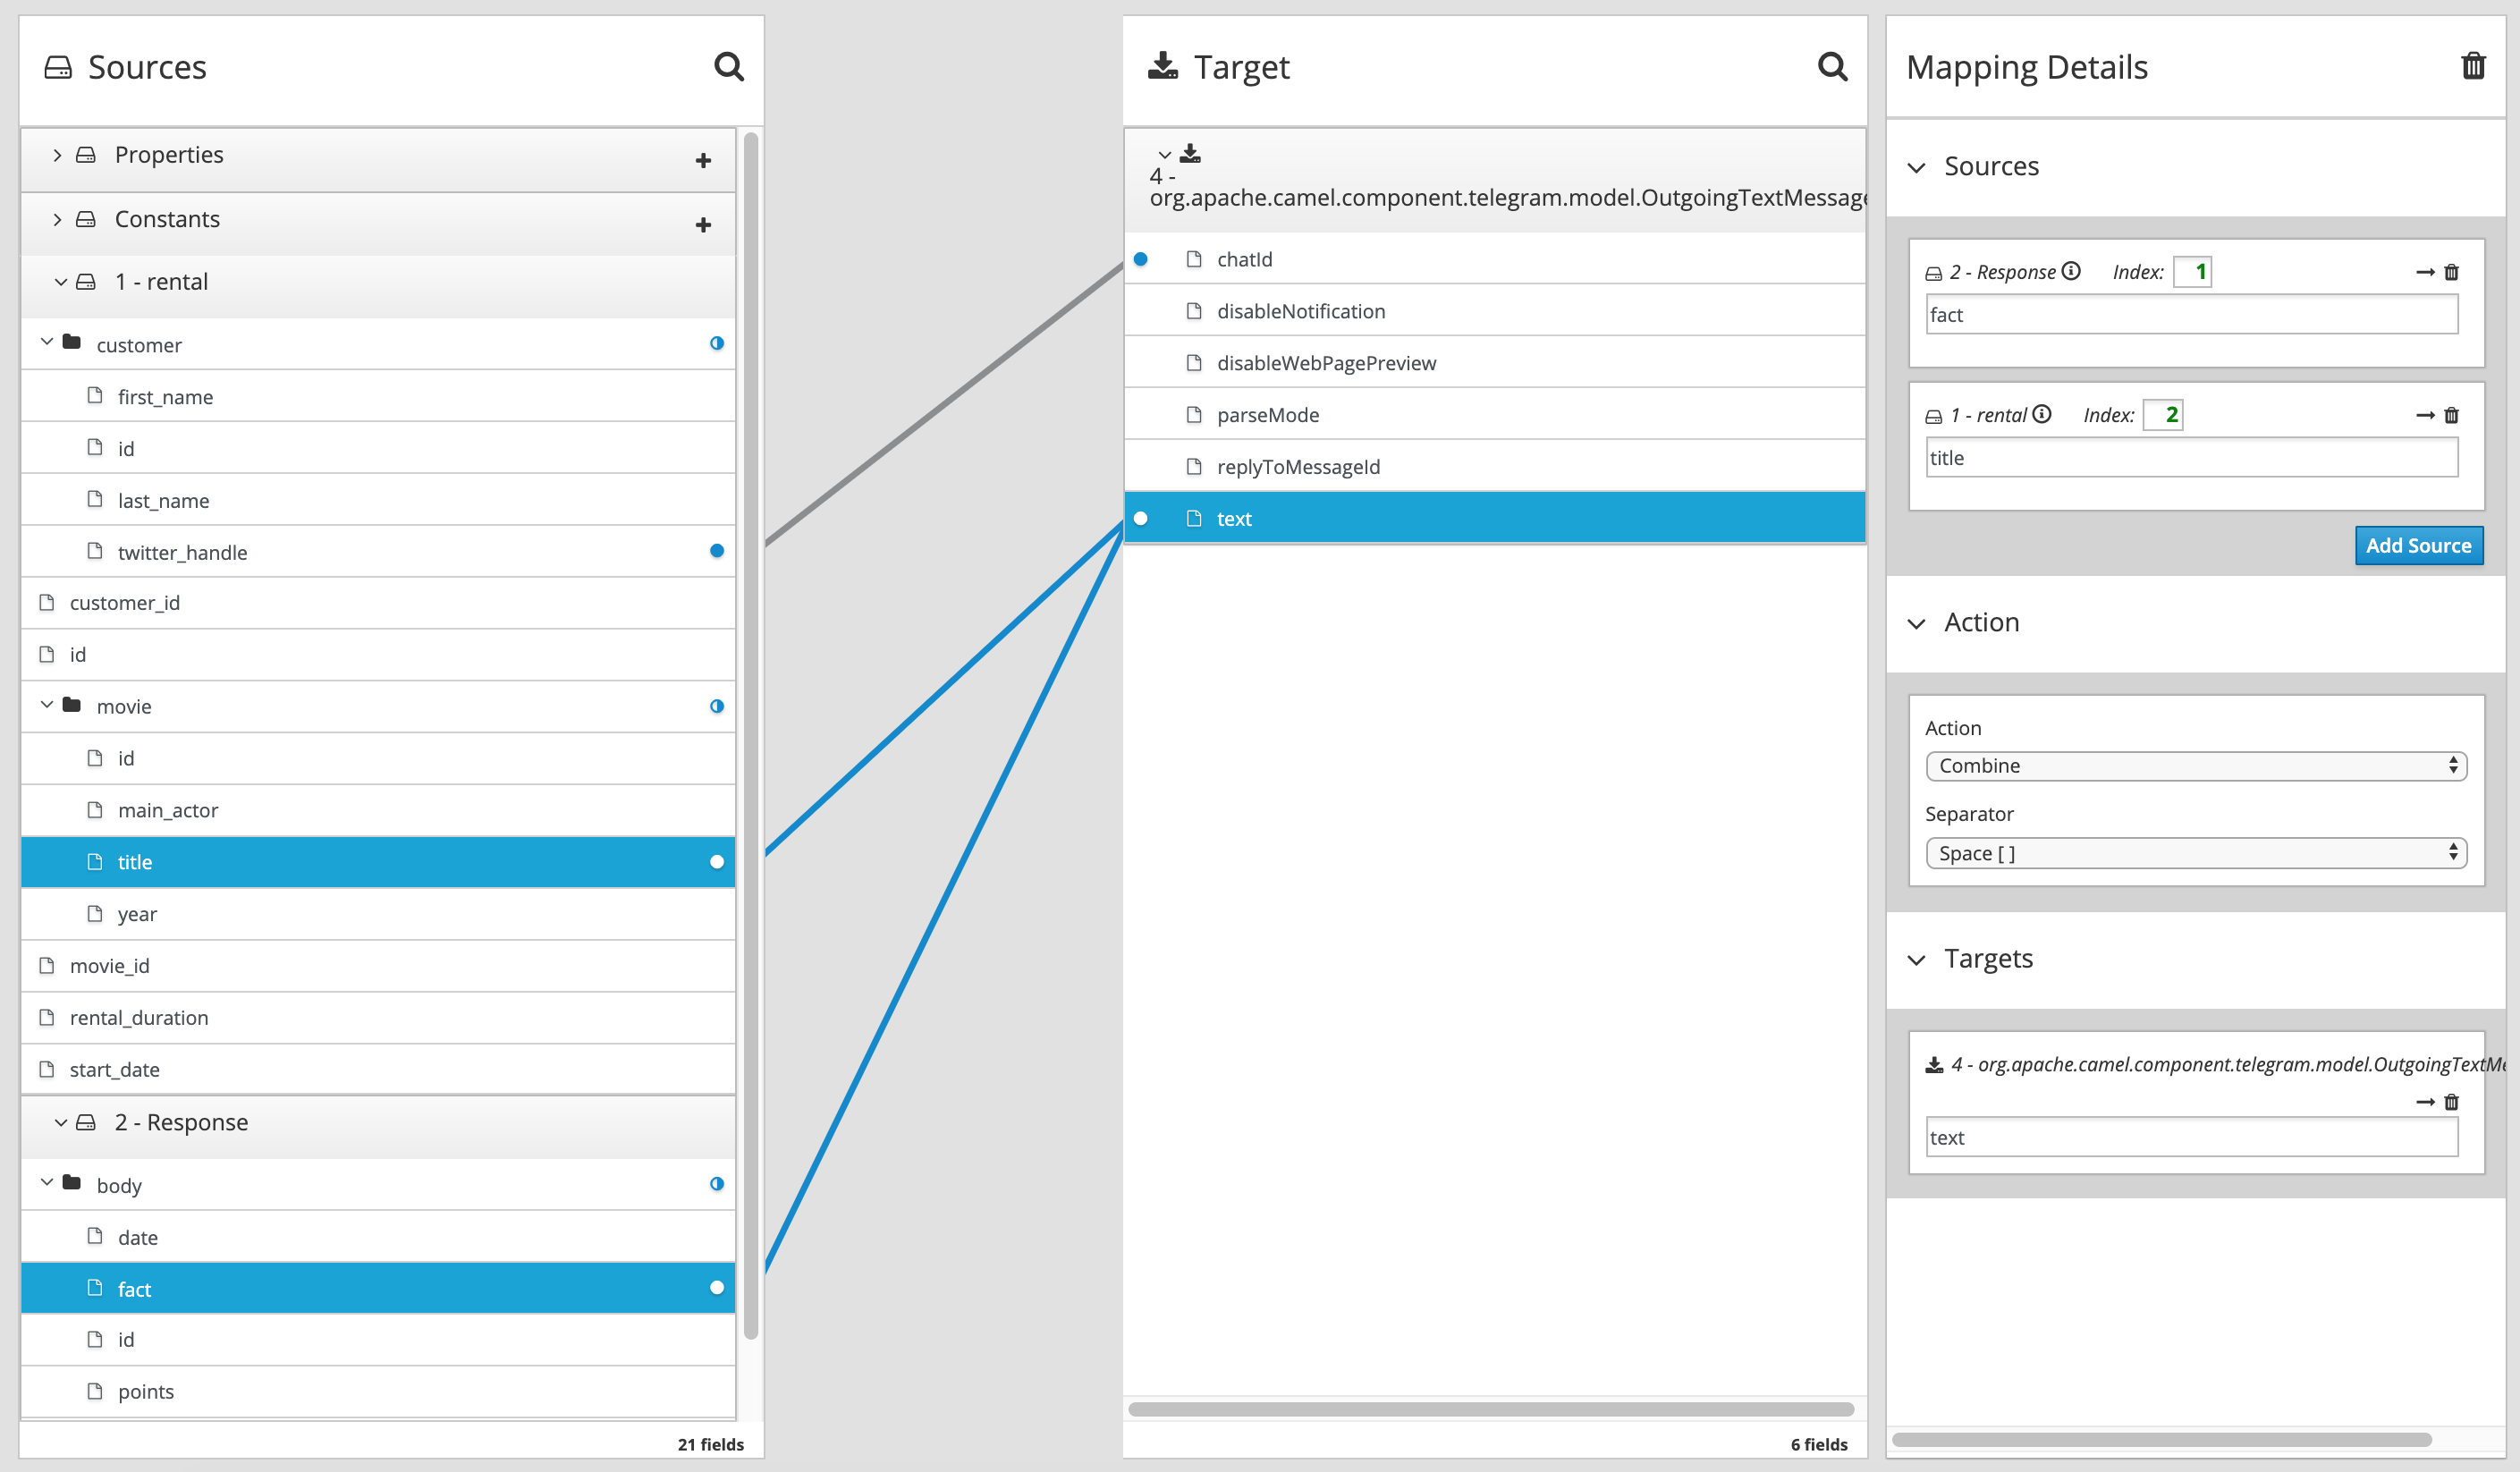 Sources
Properties
Constants
1 - rental
customer
first_name
id
last_name
twitter_handle
customer_id
id
movie
id
main_actor
title
year
movie_id
rental_duration
start_date
2 - Response
body
date
fact
id
points
21 fields
Target
4 -
org.apache.camel.component.telegram.model.OutgoingTextMessage
chatId
disableNotification
disableWebPagePreview
parseMode
replyToMessageId
text
6 fields
Mapping Details
Sources
2 - Response Index: 1
fact
1 - rental Index: 2
title
Add Source
Action
Action
Combine
Separator
Space [ ]
Targets
4 - org.apache.camel.component.telegram.model.OutgoingTextMe
text